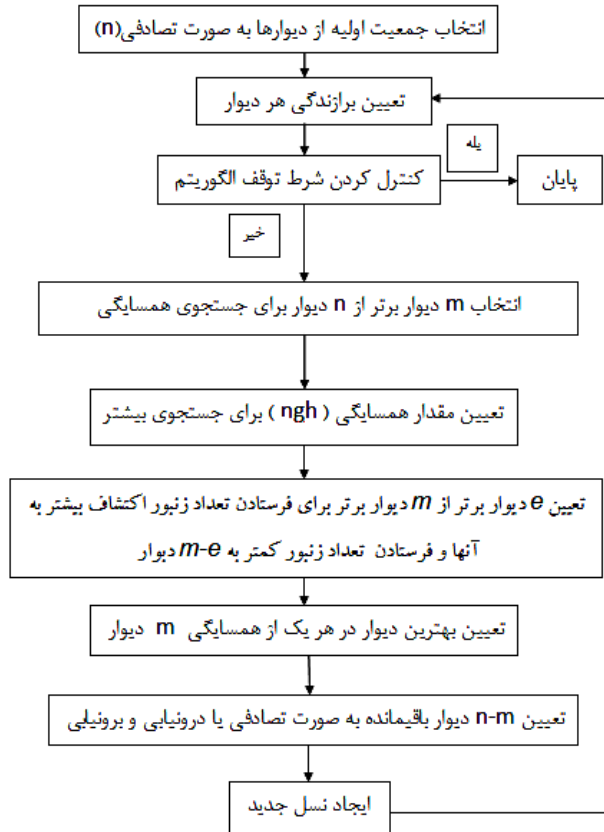 انتخاب جمعیت اولیه از دیوارها به صورت تصادفی(n)
تعیین برازندگی هر دیوار
یله
کنترل کردن شرط توقف الگوریتم
پایان
خیر
انتخاب m دیوار برتر از n دیوار برای جستجوی همسایگی
تعیین مقدار همسایگی ( ngh ) برای جستجوی بیشتر
تعیین e دیوار برتر از m دیوار برای فرستادن تعداد زنبور اکتشاف بیشتر به
آنها و فرستادن تعداد زنبور کمتر به m-e دیوار
تعیین بهترین دیوار در هر یک از همسایگی m دیوار
تعیین n-m دیوار باقیمانده به صورت تصادفی یا درونیابی و برونیابی
ایجاد نسل جدید